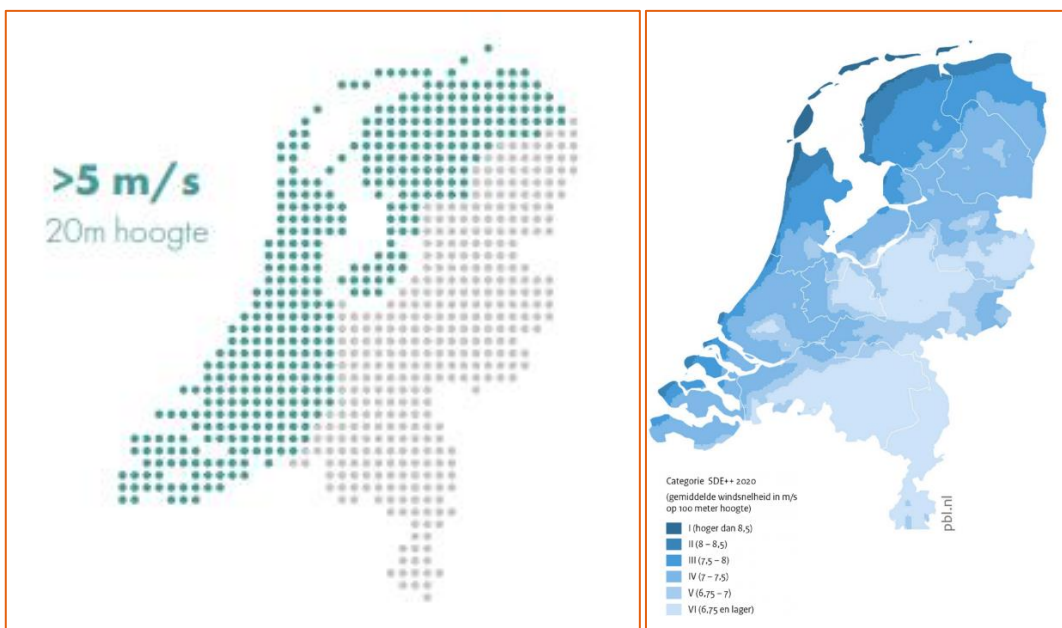 >5 m/s
20m hoogte
Categorie SDE++ 2020
(gemiddelde windsnelheid in m/s
op 100 meter hoogte)
I (hoger dan 8,5)
II (8 – 8,5)
III (7,5 – 8)
IV (7 – 7,5)
V (6,75 – 7)
VI (6,75 en lager)
pbl.nl